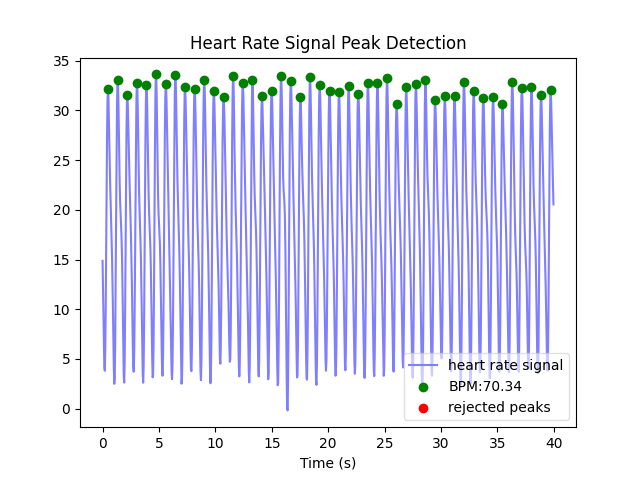 Heart Rate Signal Peak Detection
35
30
25
20
15
10
5
0
heart rate signal
BPM:70.34
rejected peaks
0 5 10 15 20 25 30 35 40
Time (s)